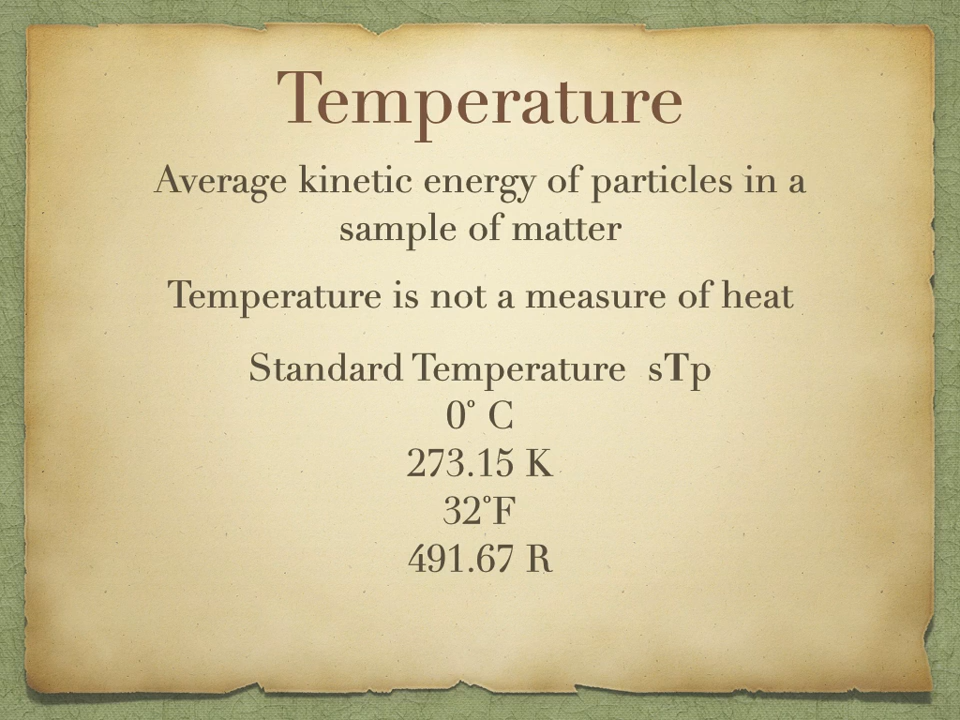 Temperature
Average kinetic energy of particles in a
sample of matter
Temperature is not a measure of heat
Standard Temperature sTp
0° C
273.15 K
32°F
491.67 R